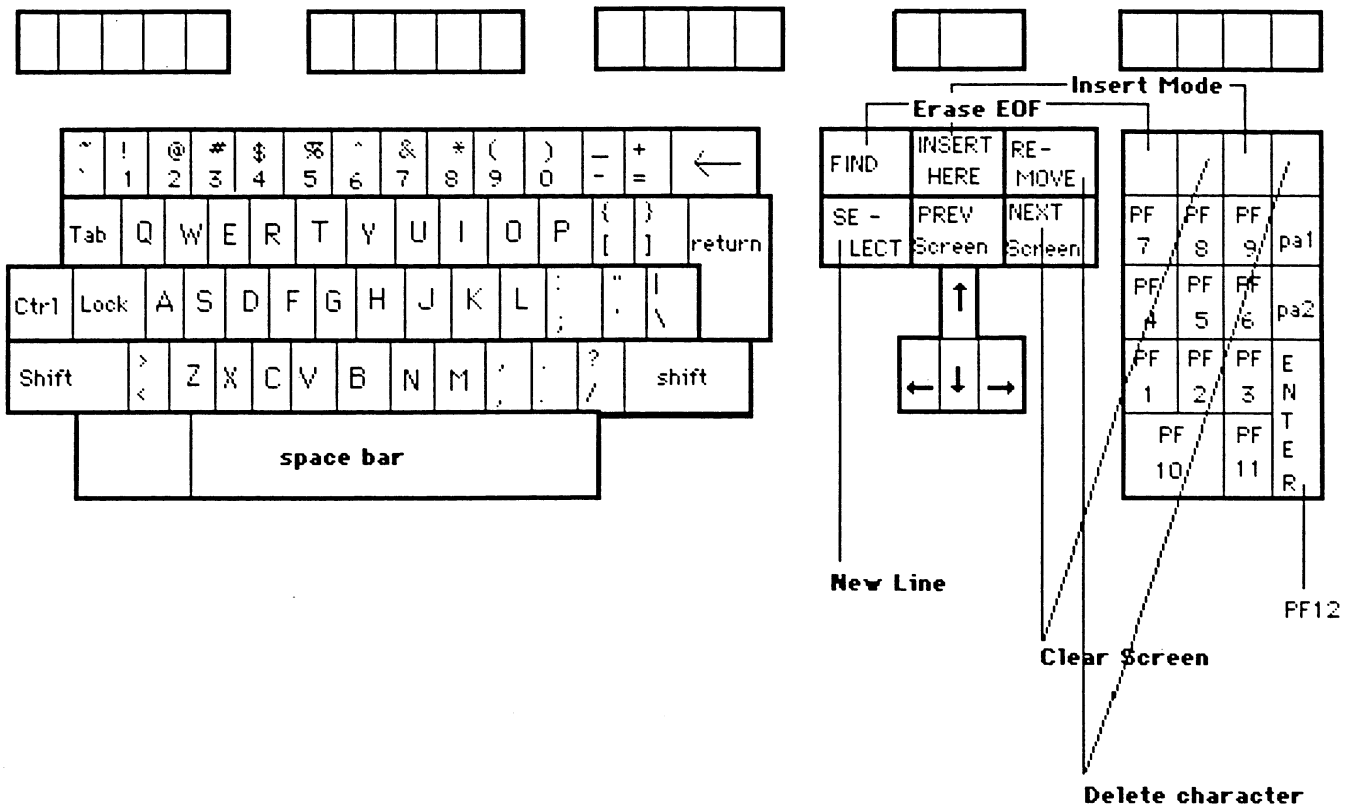 Insert Mode
Erase EOF
~ ! @ # $ % ^ & * ( ) _ +
` 1 2 3 4 5 6 7 8 9 0 - = ←
Tab Q W E R T Y U I O P { [ } ] return
Ctrl Lock A S D F G H J K L : ; " ' | \
Shift > < Z X C V B N M , , . . ? / shift
space bar
FIND INSERT HERE RE-MOVE
SE-LECT PREV Screen NEXT Screen
↑
← ↓ →
PF 7 PF 8 PF 9 pa1
PF 4 PF 5 PF 6 pa2
PF 1 PF 2 PF 3 ENTER
PF 10 PF 11
New Line
PF12
Clear Screen
Delete character